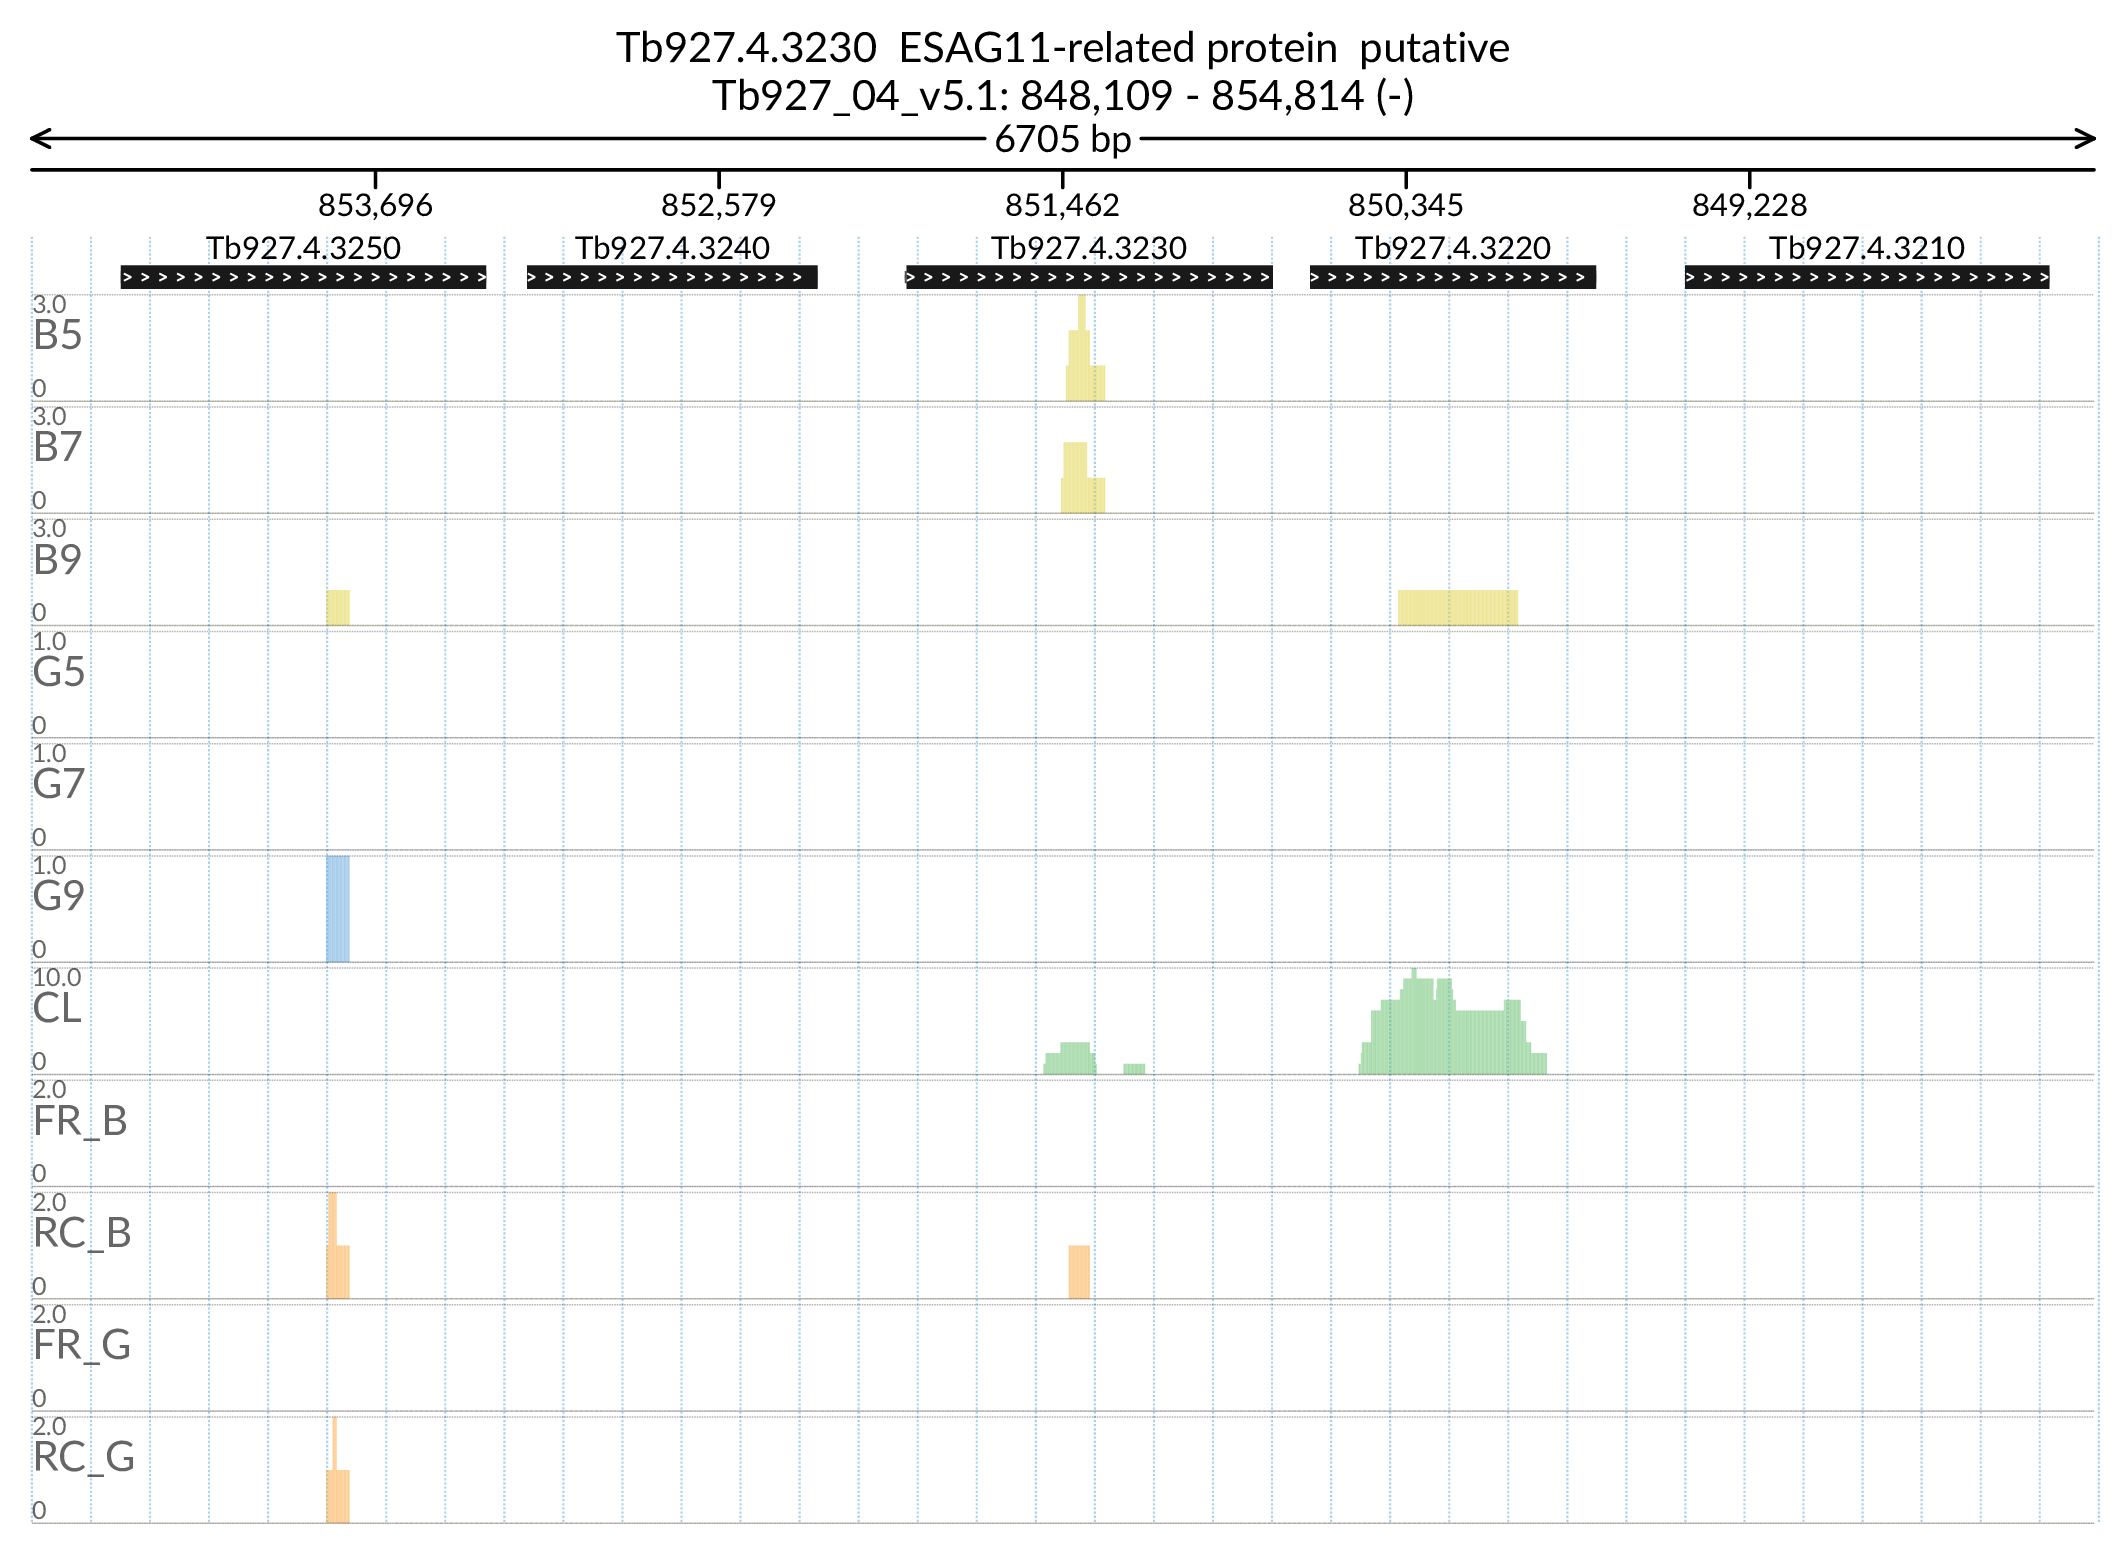 Tb927.4.3230 ESAG11-related protein putative
Tb927_04_v5.1: 848,109 - 854,814 (-)
6705 bp
853,696 852,579 851,462 850,345 849,228
Tb927.4.3250 Tb927.4.3240 Tb927.4.3230 Tb927.4.3220 Tb927.4.3210
3.0
B5
0
3.0
B7
0
3.0
B9
0
1.0
G5
0
1.0
G7
0
1.0
G9
0
10.0
CL
0
2.0
FR_B
0
2.0
RC_B
0
2.0
FR_G
0
2.0
RC_G
0